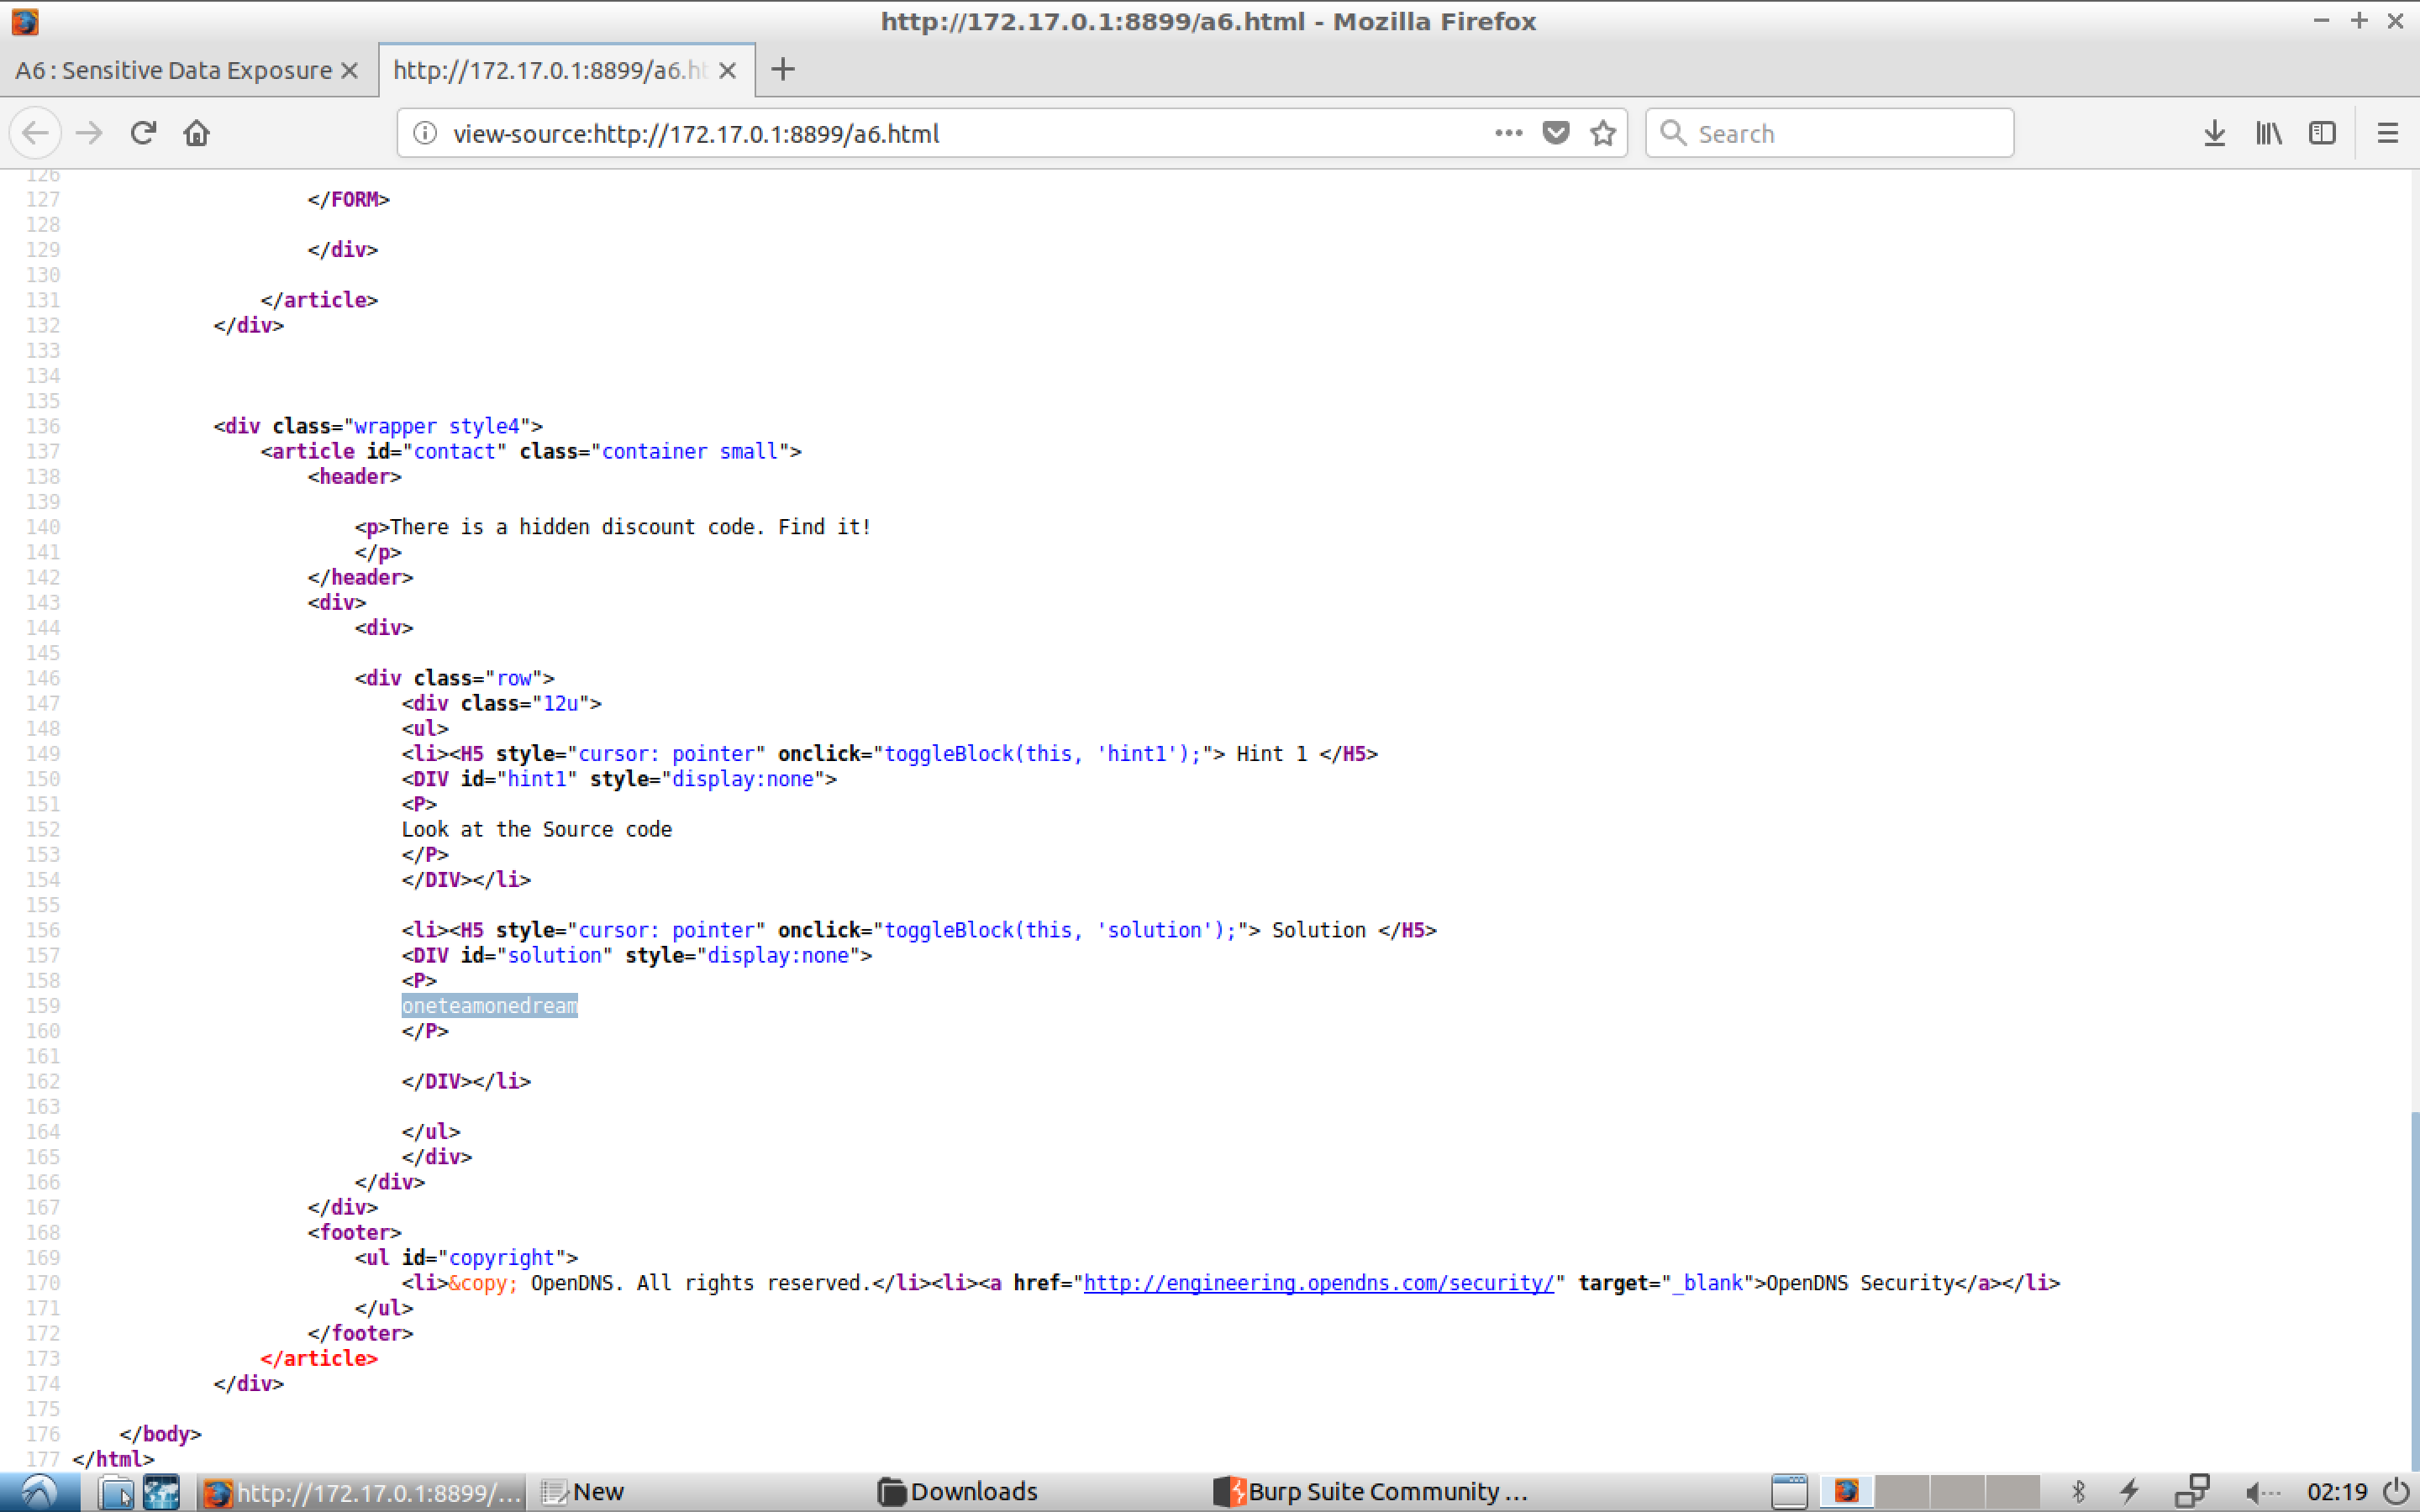 http://172.17.0.1:8899/a6.html - Mozilla Firefox
A6 : Sensitive Data Exposure
http://172.17.0.1:8899/a6.ht
view-source:http://172.17.0.1:8899/a6.html
Search
126
127 </FORM>
128
129 </div>
130
131 </article>
132 </div>
133
134
135
136 <div class="wrapper style4">
137 <article id="contact" class="container small">
138 <header>
139
140 <p>There is a hidden discount code. Find it!
141 </p>
142 </header>
143 <div>
144 <div>
145
146 <div class="row">
147 <div class="12u">
148 <ul>
149 <li><H5 style="cursor: pointer" onclick="toggleBlock(this, 'hint1');"> Hint 1 </H5>
150 <DIV id="hint1" style="display:none">
151 <P>
152 Look at the Source code
153 </P>
154 </DIV></li>
155
156 <li><H5 style="cursor: pointer" onclick="toggleBlock(this, 'solution');"> Solution </H5>
157 <DIV id="solution" style="display:none">
158 <P>
159 oneteamonedream
160 </P>
161
162 </DIV></li>
163
164 </ul>
165 </div>
166 </div>
167 </div>
168 <footer>
169 <ul id="copyright">
170 <li>&copy; OpenDNS. All rights reserved.</li><li><a href="http://engineering.opendns.com/security/" target="_blank">OpenDNS Security</a></li>
171 </ul>
172 </footer>
173 </article>
174 </div>
175
176 </body>
177 </html>
http://172.17.0.1:8899/... New Downloads Burp Suite Community ... 02:19